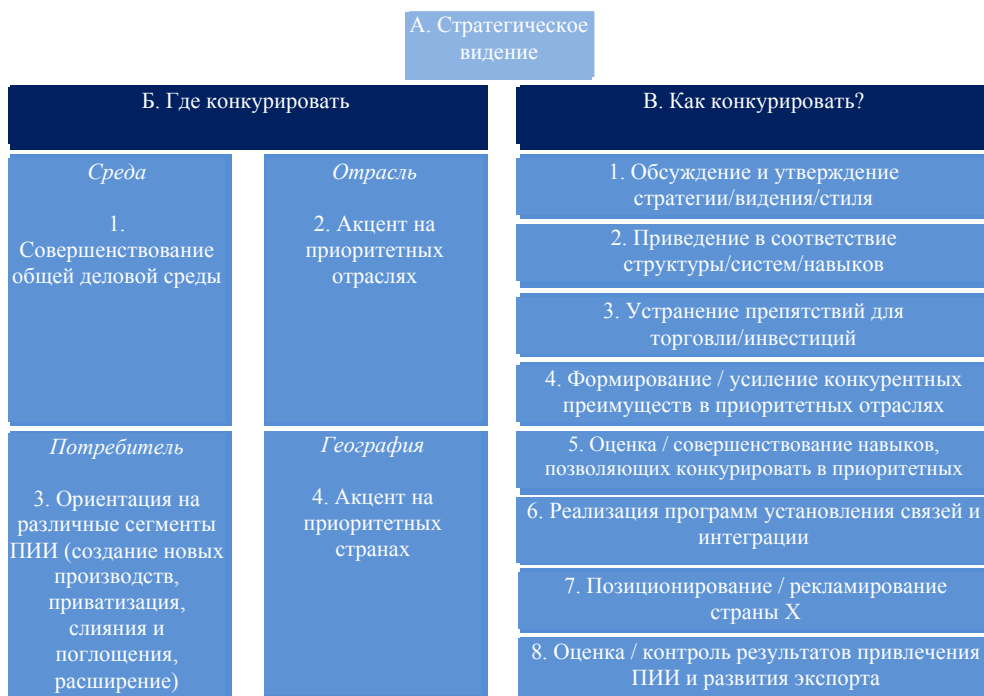 А. Стратегическое
видение
Б. Где конкурировать
Среда
1.
Совершенствование
общей деловой среды
Отрасль
2. Акцент на
приоритетных
отраслях
Потребитель
3. Ориентация на
различные сегменты
ПИИ (создание новых
производств,
приватизация,
слияния и
поглощения,
расширение)
География
4. Акцент на
приоритетных
странах
В. Как конкурировать?
1. Обсуждение и утверждение
стратегии/видения/стиля
2. Приведение в соответствие
структуры/систем/навыков
3. Устранение препятствий для
торговли/инвестиций
4. Формирование / усиление конкурентных
преимуществ в приоритетных отраслях
5. Оценка / совершенствование навыков,
позволяющих конкурировать в приоритетных
6. Реализация программ установления связей и
интеграции
7. Позиционирование / рекламирование
страны X
8. Оценка / контроль результатов привлечения
ПИИ и развития экспорта